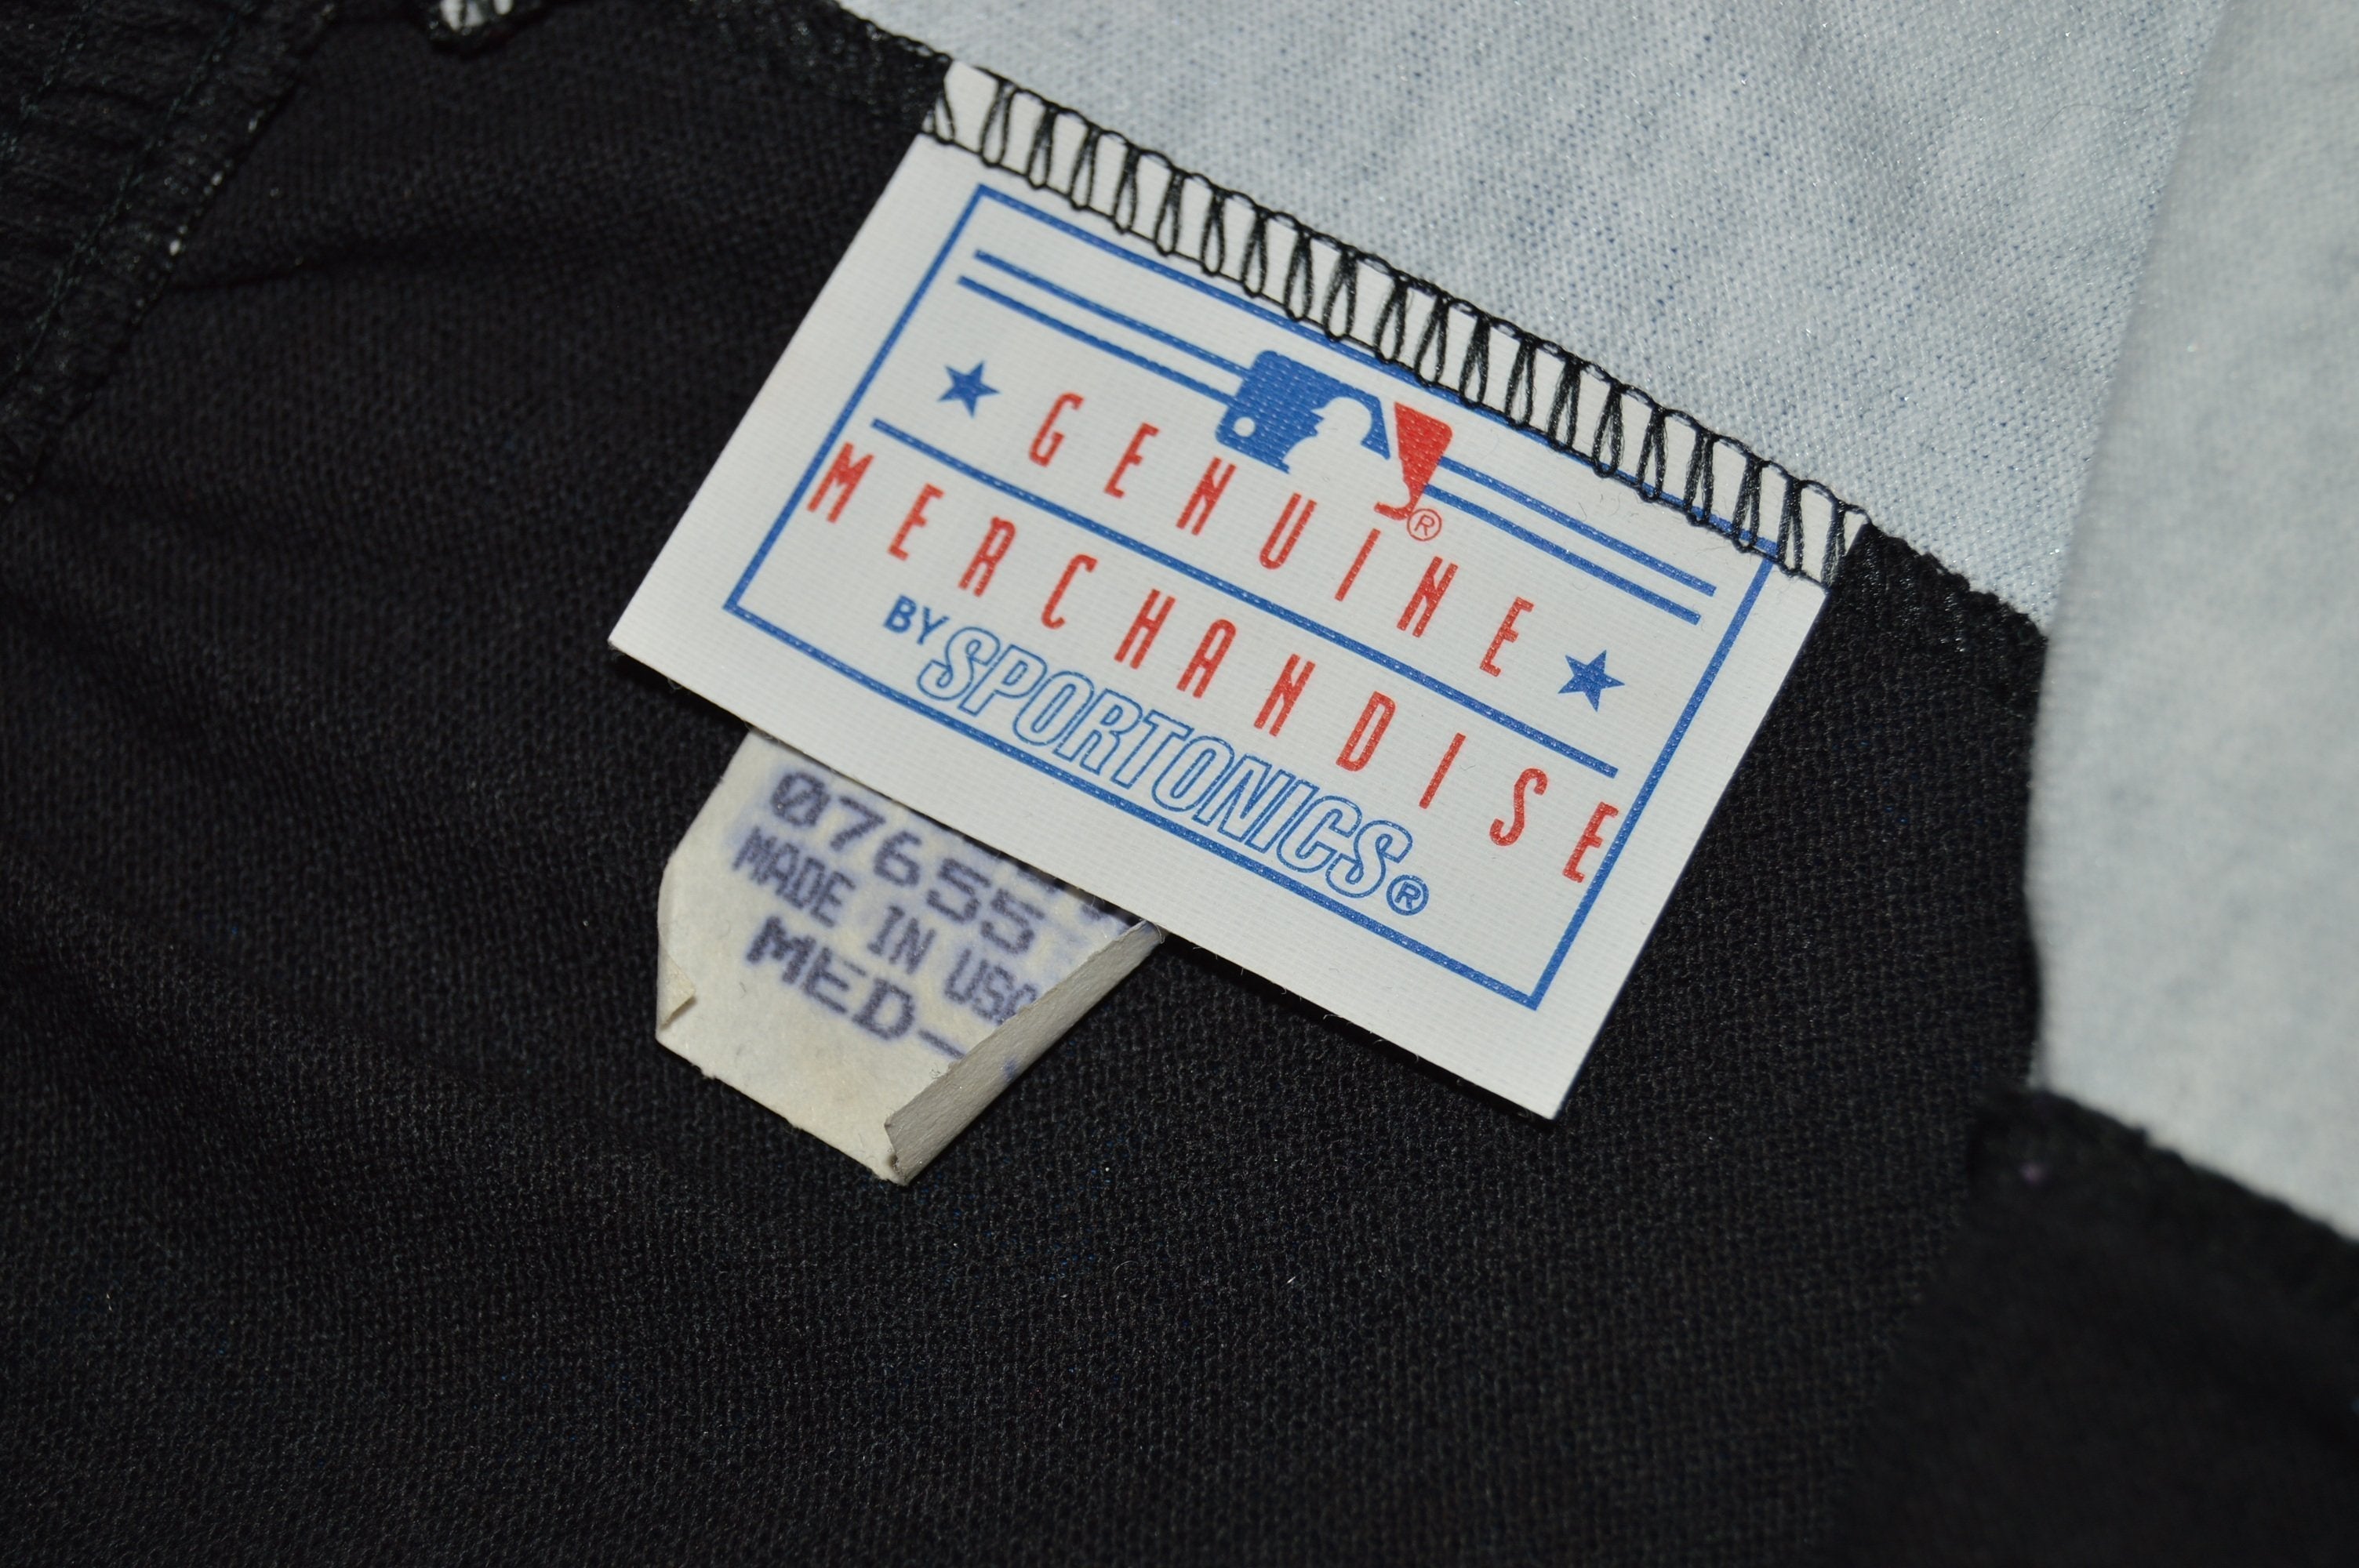 GENUINE
®
MERCHANDISE
BY SPORTONICS®
07655
MADE IN USA
MED-